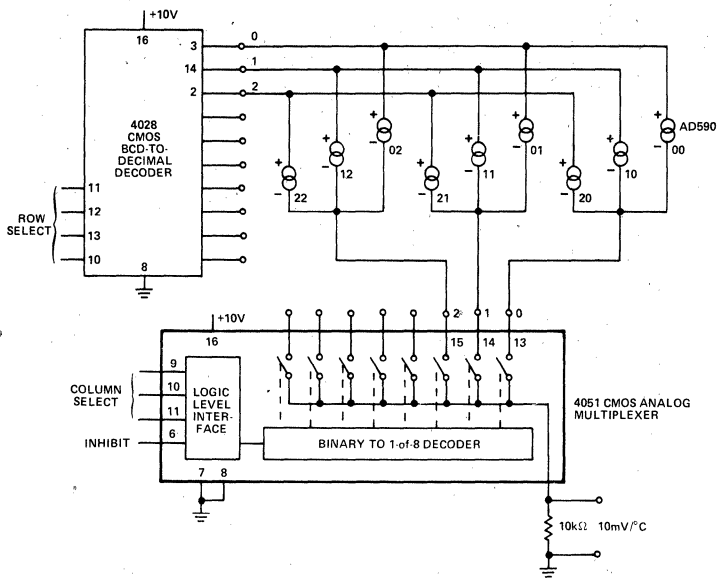 +10V
16
3
0
14
1
2
2
4028
CMOS
BCD-TO-
DECIMAL
DECODER
11
12
13
10
ROW
SELECT
8
+
-
22
+
-
12
+
-
02
+
-
21
+
-
11
+
-
01
+
-
20
+
-
10
+
-
00
AD590
+10V
16
2
1
0
15
14
13
9
10
11
6
COLUMN
SELECT
INHIBIT
LOGIC
LEVEL
INTER-
FACE
BINARY TO 1-of-8 DECODER
4051 CMOS ANALOG
MULTIPLEXER
7 8
10kΩ 10mV/°C